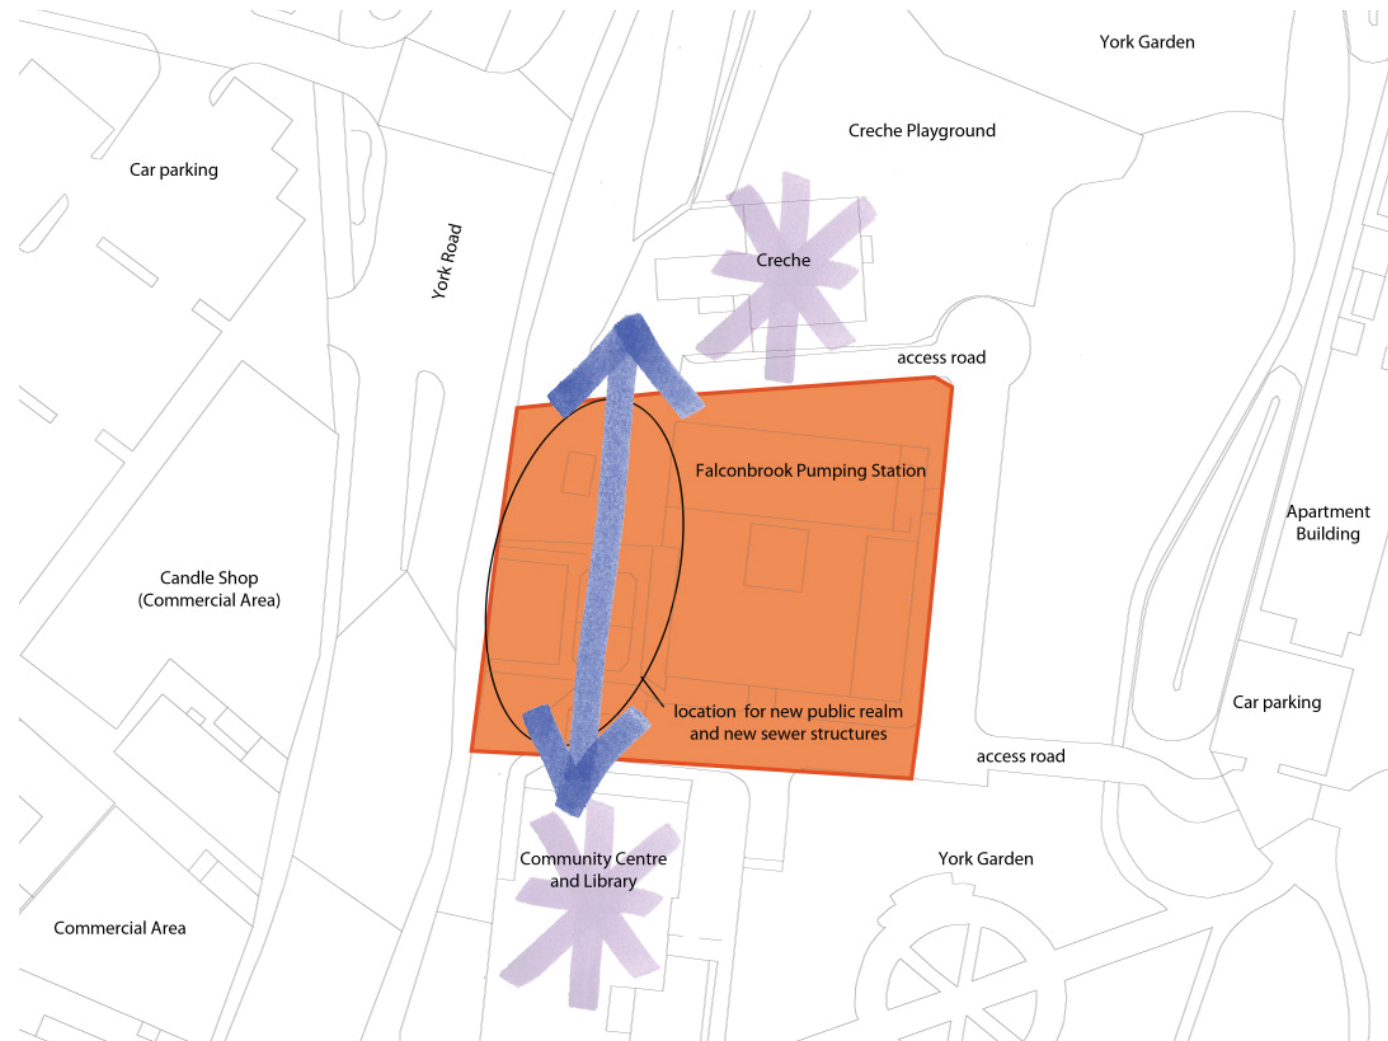 York Garden
Creche Playground
Car parking
York Road
Creche
access road
Falconbrook Pumping Station
Apartment
Building
Candle Shop
(Commercial Area)
location for new public realm
and new sewer structures
Car parking
access road
Community Centre
and Library
York Garden
Commercial Area